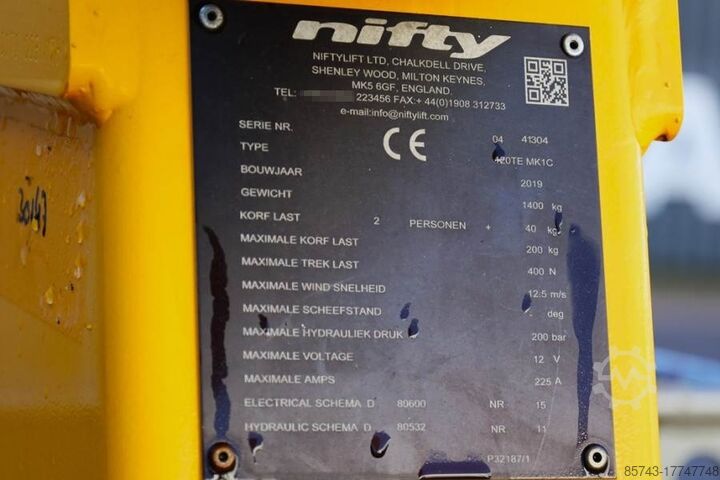 nifty
NIFTYLIFT LTD, CHALKDELL DRIVE,
SHENLEY WOOD, MILTON KEYNES,
MK5 6GF, ENGLAND.
TEL: 223456 FAX:+ 44(0)1908 312733
e-mail:info@niftylift.com
CE
SERIE NR. 04 41304
TYPE 120TE MK1C
BOUWJAAR 2019
GEWICHT 1400 kg
KORF LAST 2 PERSONEN + 40 kg
MAXIMALE KORF LAST 200 kg
MAXIMALE TREK LAST 400 N
MAXIMALE WIND SNELHEID 12.5 m/s
MAXIMALE SCHEEFSTAND - deg
MAXIMALE HYDRAULIEK DRUK 200 bar
MAXIMALE VOLTAGE 12 V
MAXIMALE AMPS 225 A
ELECTRICAL SCHEMA D 80600 NR 15
HYDRAULIC SCHEMA D 80532 NR 11
P32187/1
85743-17747748